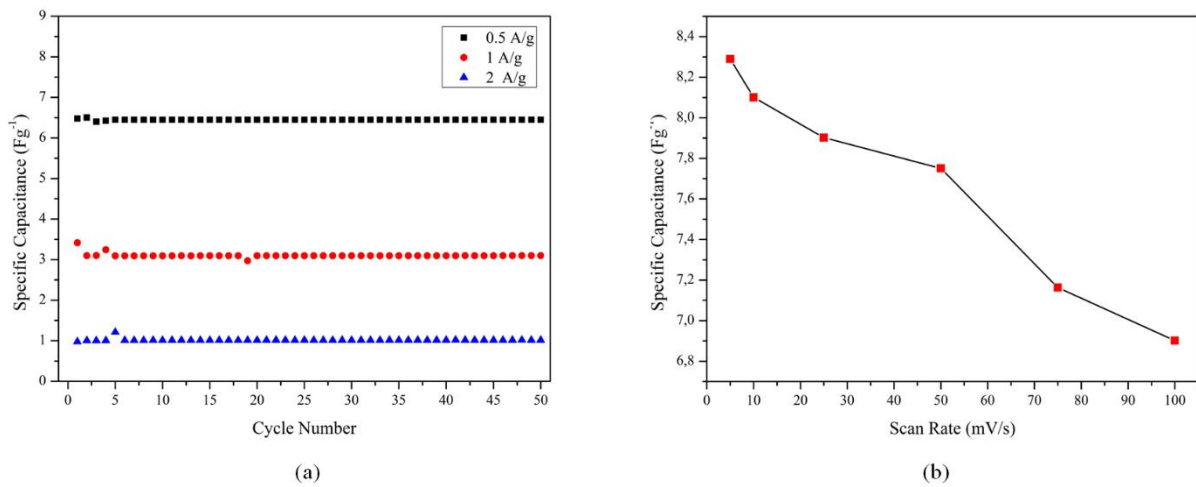 9
8
7
6
5
4
3
2
1
0
Specific Capacitance (Fg⁻¹)
0.5 A/g
1 A/g
2 A/g
0 5 10 15 20 25 30 35 40 45 50
Cycle Number
(a)
8,4
8,2
8,0
7,8
7,6
7,4
7,2
7,0
6,8
Specific Capacitance (Fg⁻¹)
0 10 20 30 40 50 60 70 80 90 100
Scan Rate (mV/s)
(b)